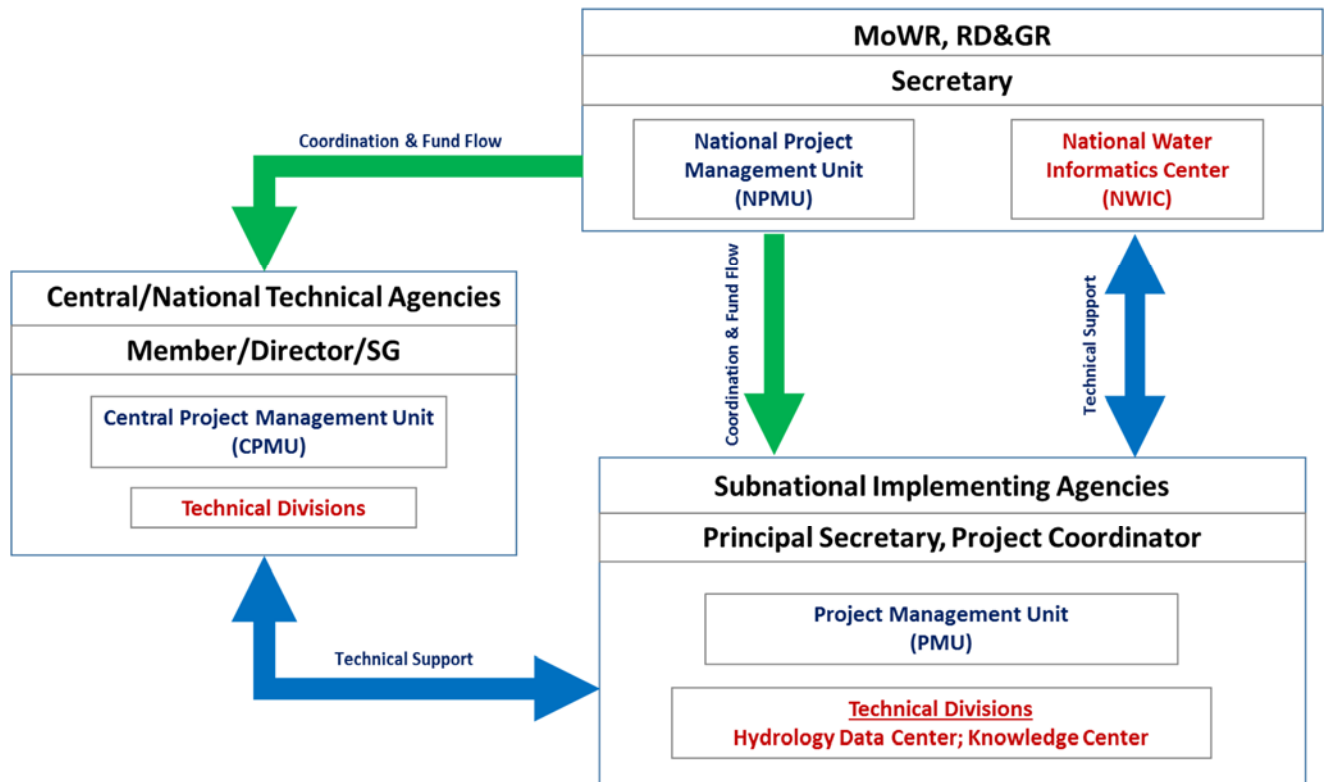 MoWR, RD&GR
Secretary
National Project
Management Unit
(NPMU)
National Water
Informatics Center
(NWIC)
Coordination & Fund Flow
Coordination & Fund Flow
Technical Support
Central/National Technical Agencies
Member/Director/SG
Central Project Management Unit
(CPMU)
Technical Divisions
Technical Support
Subnational Implementing Agencies
Principal Secretary, Project Coordinator
Project Management Unit
(PMU)
Technical Divisions
Hydrology Data Center; Knowledge Center